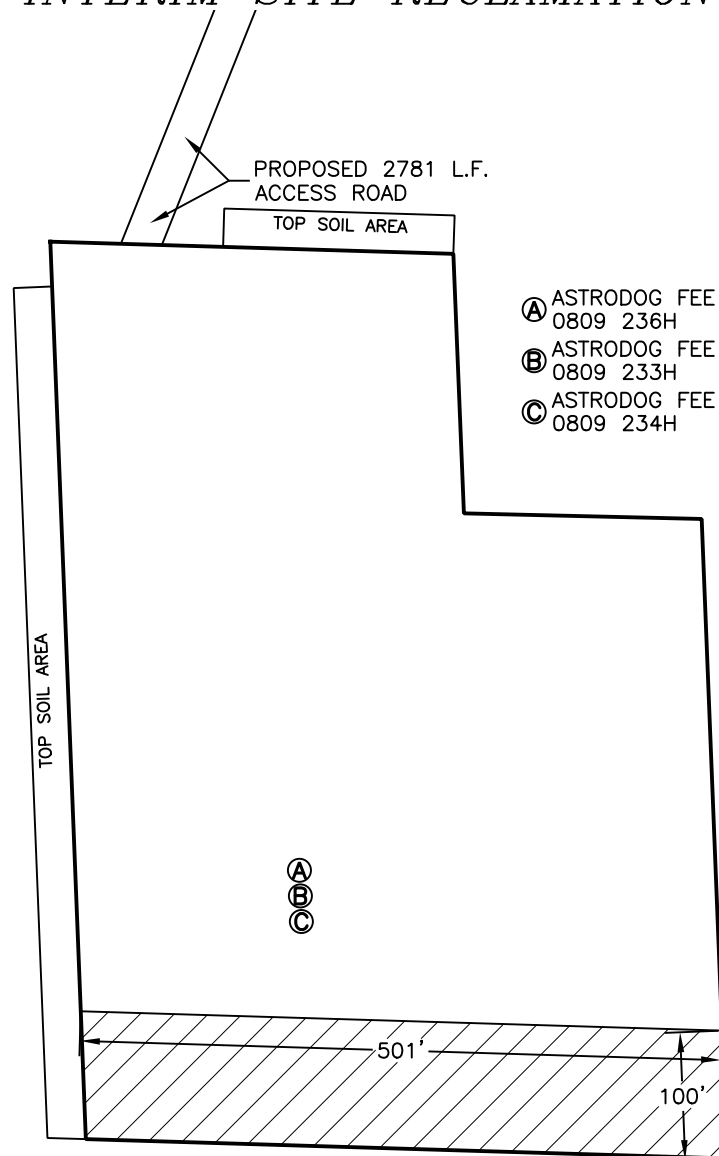 INTERIM SITE RECLAMATION
PROPOSED 2781 L.F.
ACCESS ROAD
TOP SOIL AREA
A ASTRODOG FEE
0809 236H
B ASTRODOG FEE
0809 233H
C ASTRODOG FEE
0809 234H
TOP SOIL AREA
A
B
C
501'
100'